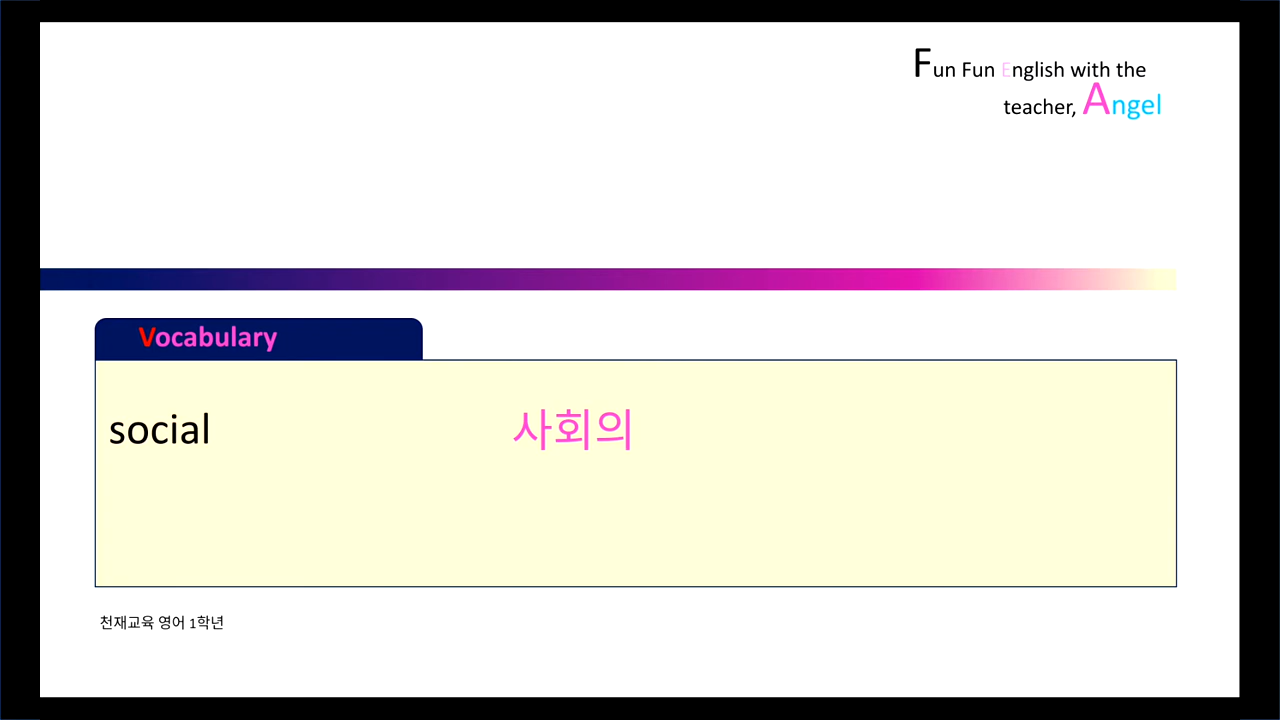 Fun Fun English with the
teacher, Angel
Vocabulary
social 사회의
천재교육 영어 1학년